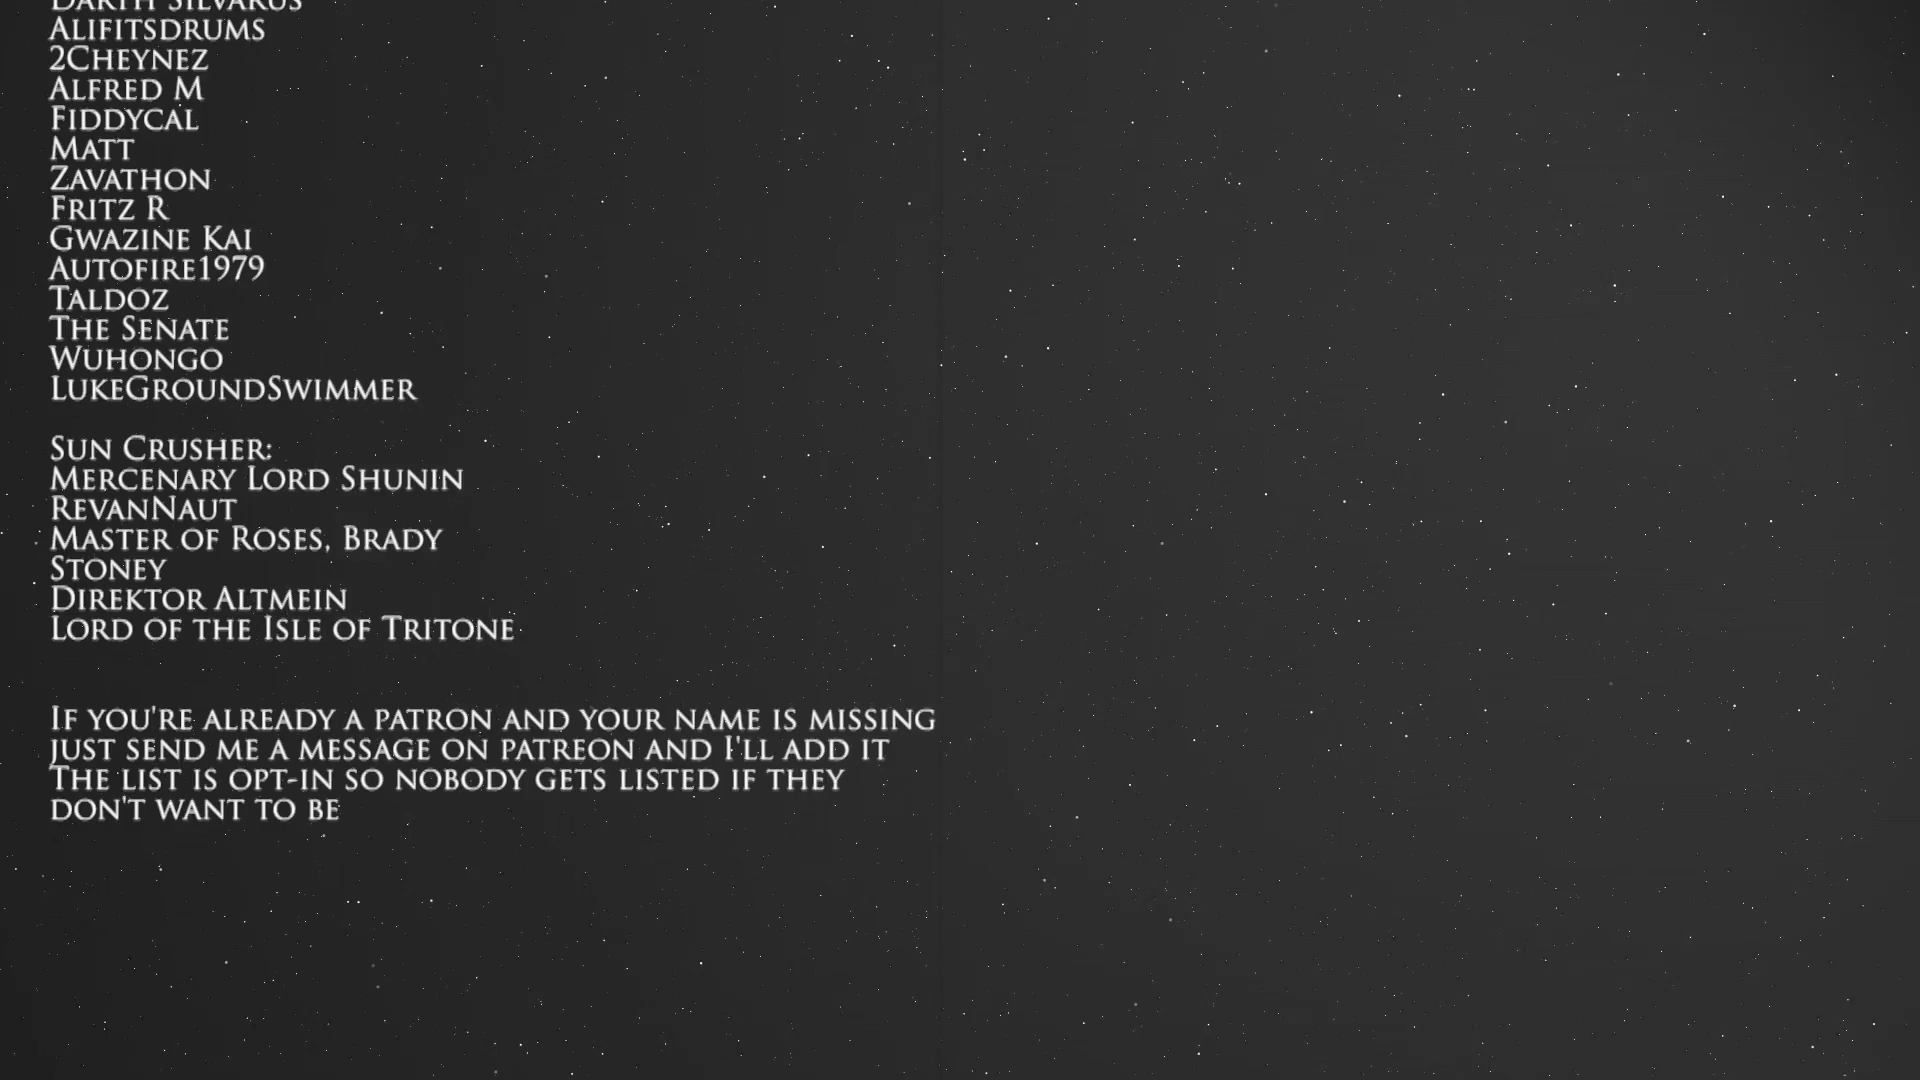 Darth Silvarus
Alifitsdrums
2Cheynez
Alfred M
Fiddycal
Matt
Zavathon
Fritz R
Gwazine Kai
Autofire1979
Taldoz
The Senate
Wuhongo
LukeGroundSwimmer
Sun Crusher:
Mercenary Lord Shunin
RevanNaut
Master of Roses, Brady
Stoney
Direktor Altmein
Lord of the Isle of Tritone
If you're already a patron and your name is missing
just send me a message on patreon and I'll add it
The list is opt-in so nobody gets listed if they
don't want to be